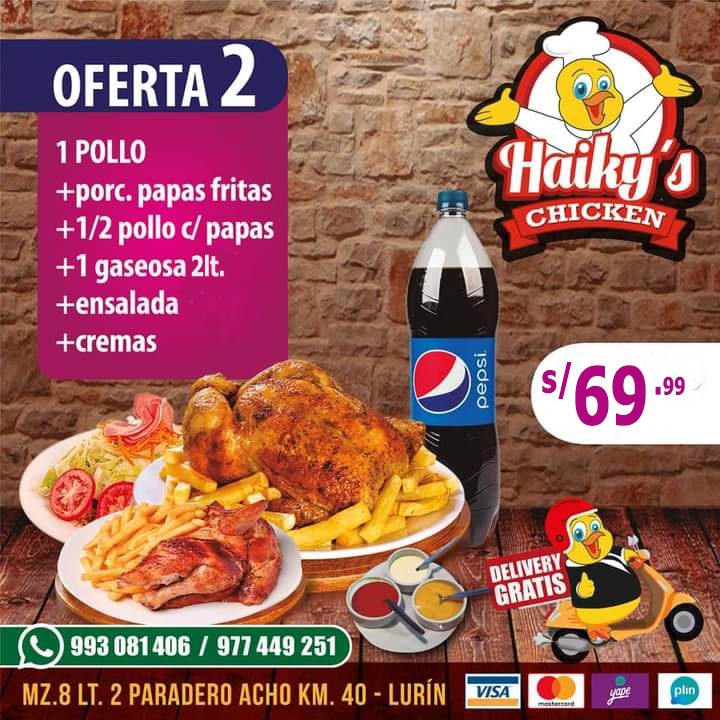 OFERTA 2
1 POLLO
+porc. papas fritas
+1/2 pollo c/ papas
+1 gaseosa 2lt.
+ensalada
+cremas
Haiky's
CHICKEN
pepsi
s/69.99
DELIVERY
GRATIS
993 081 406 / 977 449 251
MZ.8 LT. 2 PARADERO ACHO KM. 40 - LURÍN
VISA
mastercard
yape
plin